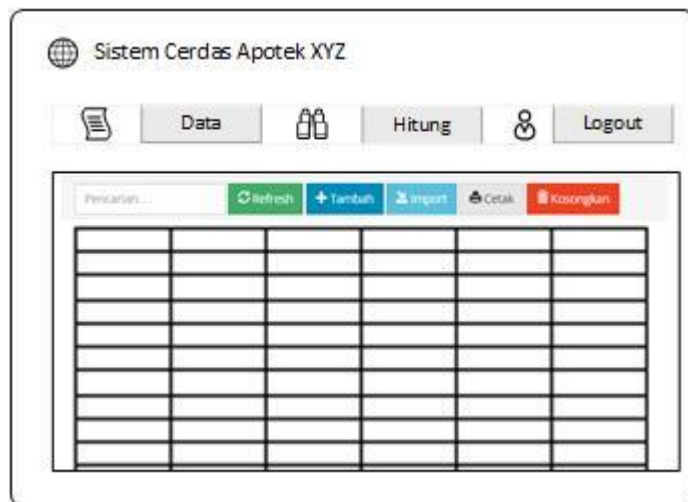 Sistem Cerdas Apotek XYZ
Data Hitung Logout
Pencarian... Refresh Tambah Import Cetak Kosongkan